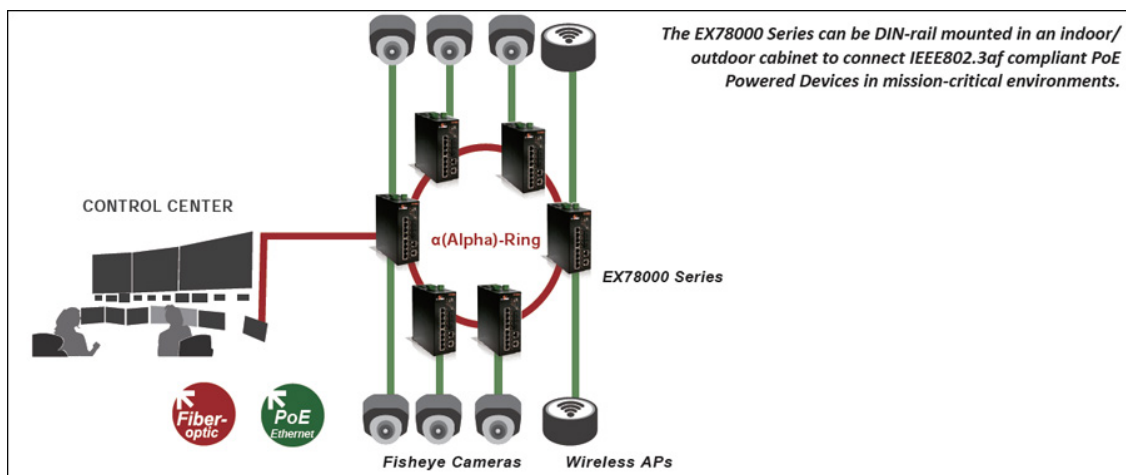 The EX78000 Series can be DIN-rail mounted in an indoor/
outdoor cabinet to connect IEEE802.3af compliant PoE
Powered Devices in mission-critical environments.
CONTROL CENTER
α(Alpha)-Ring
EX78000 Series
Fiber-
optic
PoE
Ethernet
Fisheye Cameras
Wireless APs